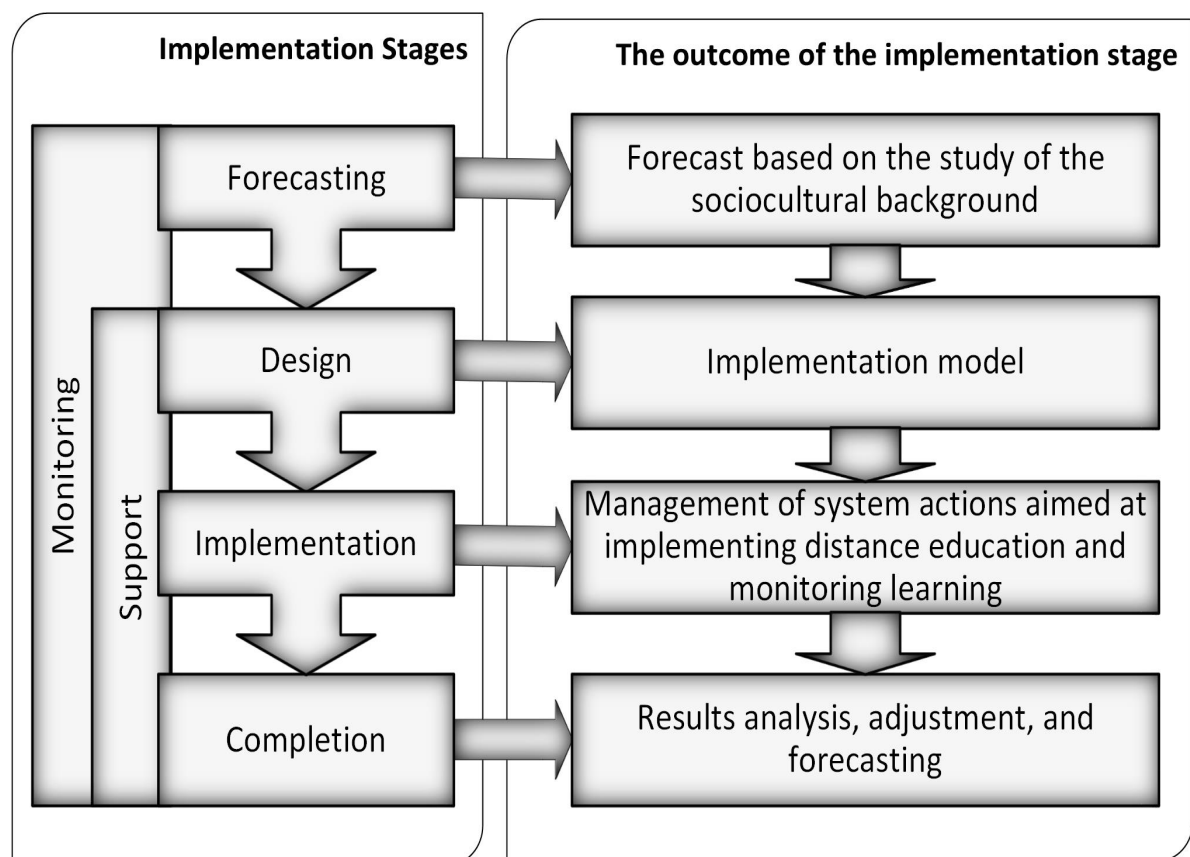 Implementation Stages
The outcome of the implementation stage
Monitoring
Support
Forecasting
Forecast based on the study of the
sociocultural background
Design
Implementation model
Implementation
Management of system actions aimed at
implementing distance education and
monitoring learning
Completion
Results analysis, adjustment, and
forecasting